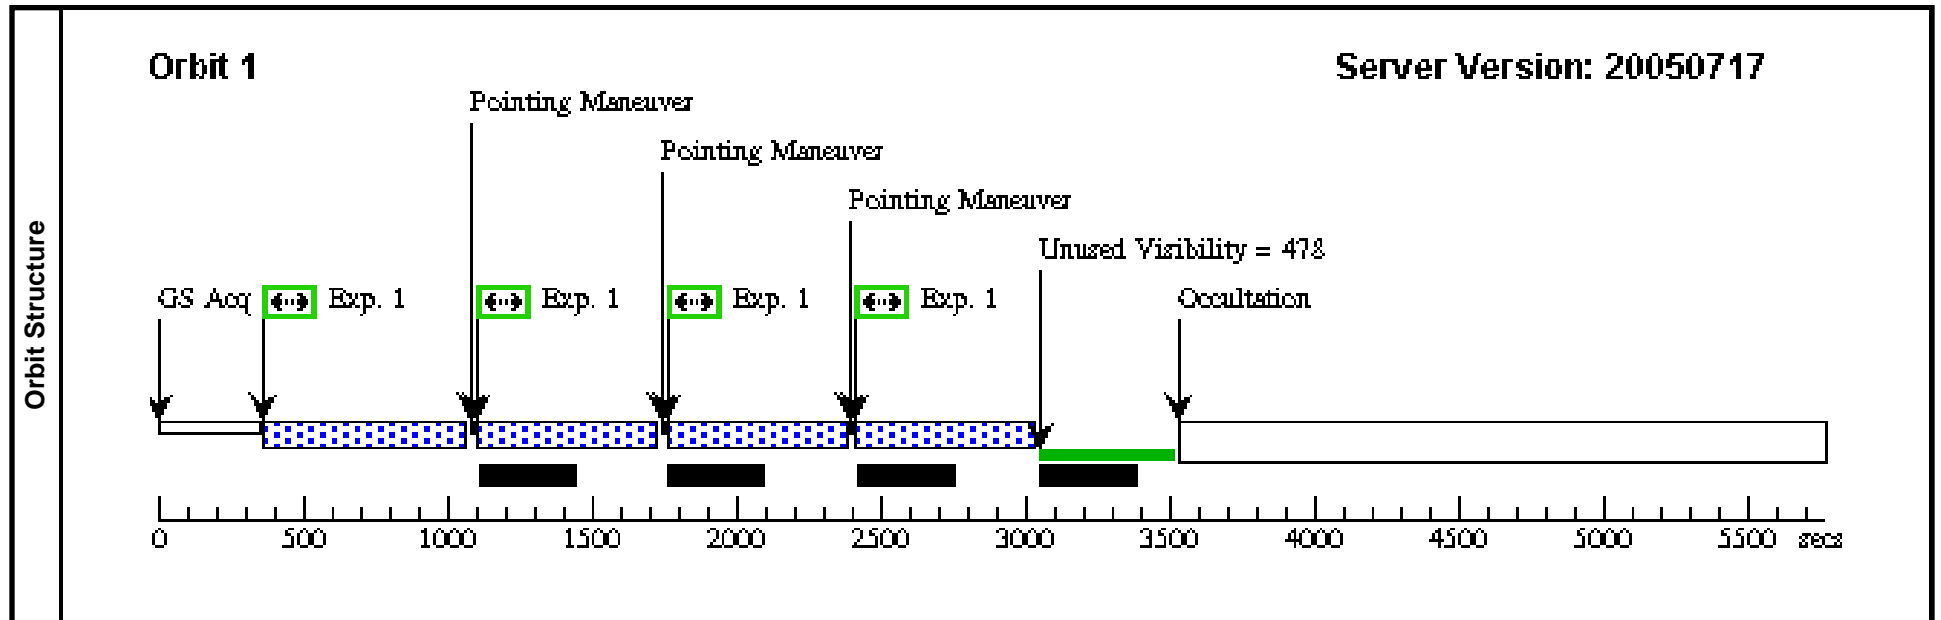 Orbit Structure
Orbit 1
Server Version: 20050717
Pointing Maneuver
Pointing Maneuver
Pointing Maneuver
Unused Visibility = 478
GS Acq
Exp. 1
Exp. 1
Exp. 1
Exp. 1
Occultation
0 500 1000 1500 2000 2500 3000 3500 4000 4500 5000 5500 secs